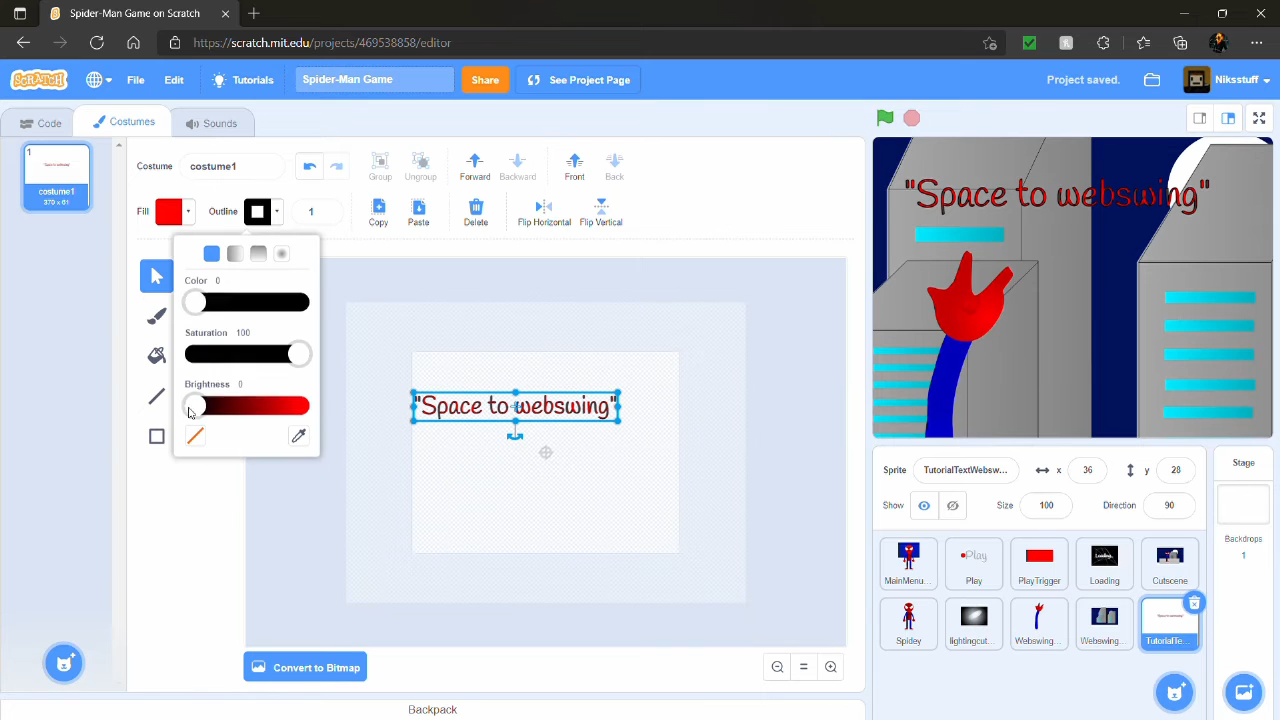 Spider-Man Game on Scratch
https://scratch.mit.edu/projects/469538858/editor
SCRATCH File Edit Tutorials Spider-Man Game Share See Project Page Project saved. Niksstuff
Code Costumes Sounds
1
costume1
370 x 61
Costume costume1 Group Ungroup Forward Backward Front Back
Fill Outline 1 Copy Paste Delete Flip Horizontal Flip Vertical
Color 0
Saturation 100
Brightness 0
"Space to webswing"
Convert to Bitmap
Backpack
"Space to webswing"
Sprite TutorialTextWebsw... x 36 y 28
Show Size 100 Direction 90
MainMenu... Play PlayTrigger Loading Cutscene
Spidey lightingcut... Webswing... Webswing... TutorialTe...
Stage
Backdrops
1